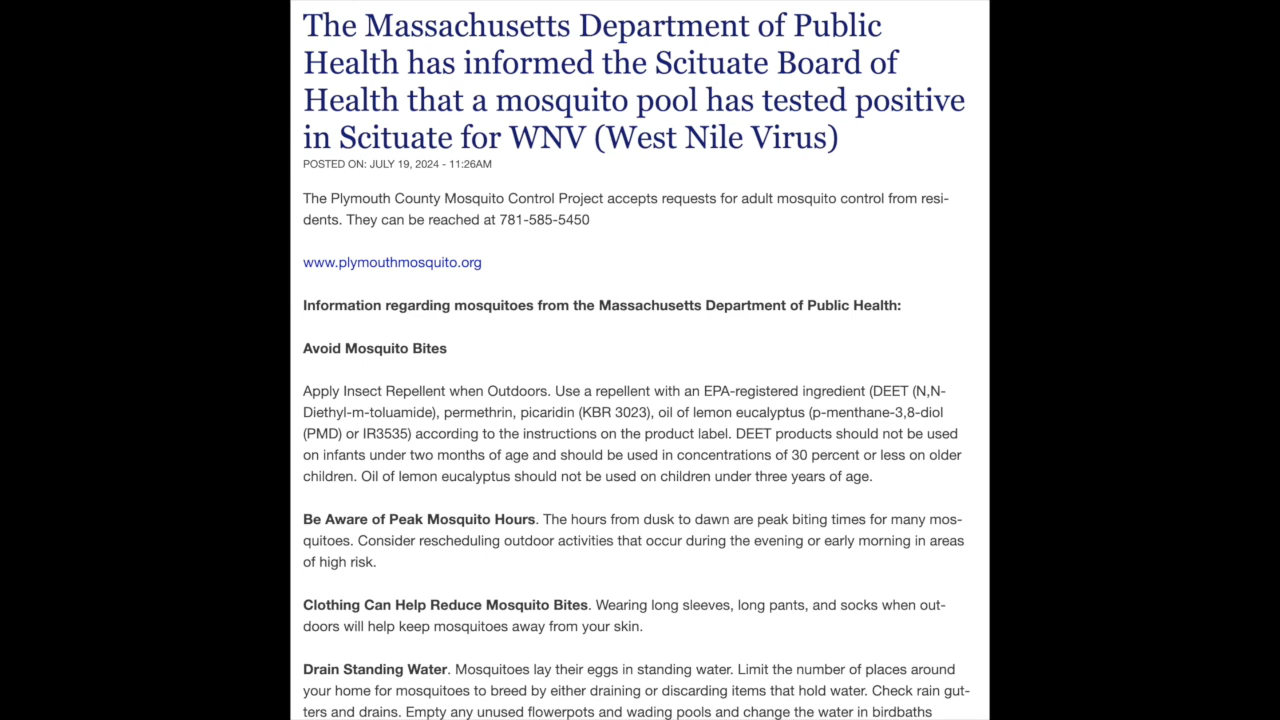 The Massachusetts Department of Public
Health has informed the Scituate Board of
Health that a mosquito pool has tested positive
in Scituate for WNV (West Nile Virus)
POSTED ON: JULY 19, 2024 - 11:26AM
The Plymouth County Mosquito Control Project accepts requests for adult mosquito control from resi-
dents. They can be reached at 781-585-5450
www.plymouthmosquito.org
Information regarding mosquitoes from the Massachusetts Department of Public Health:
Avoid Mosquito Bites
Apply Insect Repellent when Outdoors. Use a repellent with an EPA-registered ingredient (DEET (N,N-
Diethyl-m-toluamide), permethrin, picaridin (KBR 3023), oil of lemon eucalyptus (p-menthane-3,8-diol
(PMD) or IR3535) according to the instructions on the product label. DEET products should not be used
on infants under two months of age and should be used in concentrations of 30 percent or less on older
children. Oil of lemon eucalyptus should not be used on children under three years of age.
Be Aware of Peak Mosquito Hours. The hours from dusk to dawn are peak biting times for many mos-
quitoes. Consider rescheduling outdoor activities that occur during the evening or early morning in areas
of high risk.
Clothing Can Help Reduce Mosquito Bites. Wearing long sleeves, long pants, and socks when out-
doors will help keep mosquitoes away from your skin.
Drain Standing Water. Mosquitoes lay their eggs in standing water. Limit the number of places around
your home for mosquitoes to breed by either draining or discarding items that hold water. Check rain gut-
ters and drains. Empty any unused flowerpots and wading pools and change the water in birdbaths